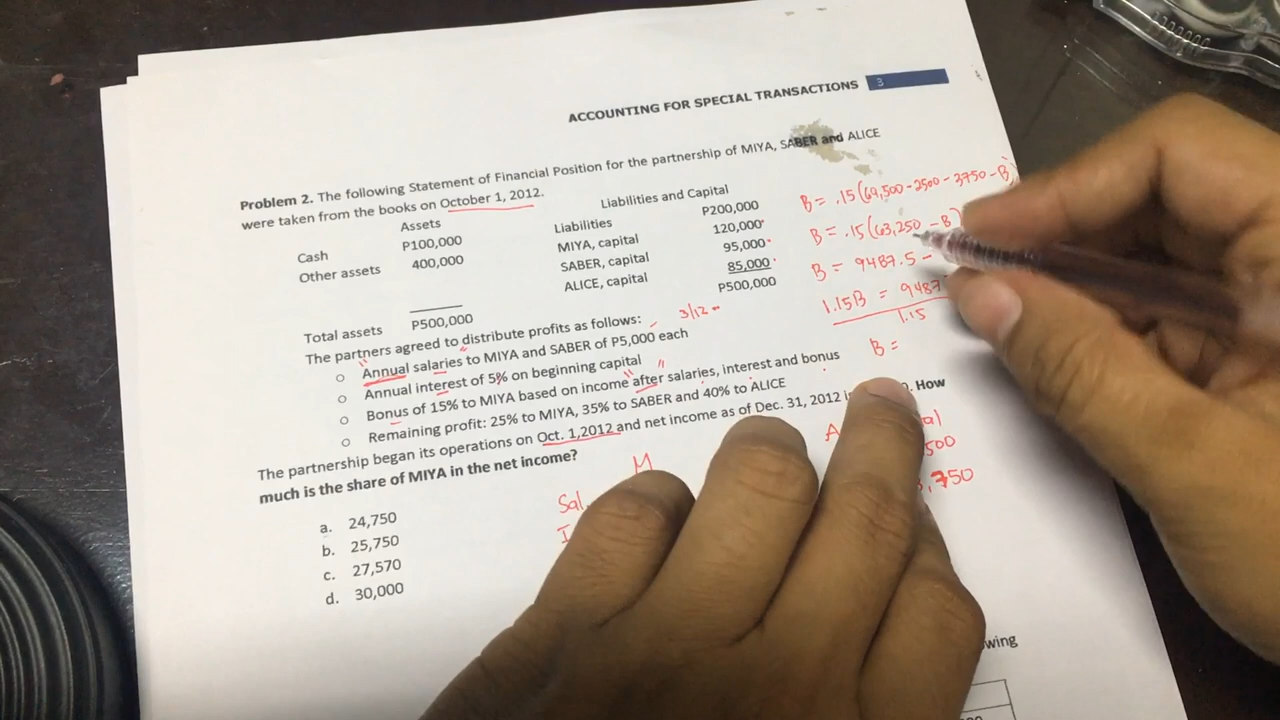 ACCOUNTING FOR SPECIAL TRANSACTIONS 3
Problem 2. The following Statement of Financial Position for the partnership of MIYA, SABER and ALICE
were taken from the books on October 1, 2012.
Assets Liabilities and Capital
Cash P100,000 Liabilities P200,000
Other assets 400,000 MIYA, capital 120,000
SABER, capital 95,000
ALICE, capital 85,000
Total assets P500,000 P500,000
The partners agreed to distribute profits as follows: 3/12
o Annual salaries to MIYA and SABER of P5,000 each
o Annual interest of 5% on beginning capital
o Bonus of 15% to MIYA based on income after salaries, interest and bonus
o Remaining profit: 25% to MIYA, 35% to SABER and 40% to ALICE
The partnership began its operations on Oct. 1,2012 and net income as of Dec. 31, 2012 How
much is the share of MIYA in the net income?
a. 24,750
b. 25,750
c. 27,570
d. 30,000
B = .15(69,500-2500-3750-B)
B = .15(63,250-B)
B = 9487.5 -
1.15B = 9487
1.15
B =
M A al
Sal. 500
I ,750
wing